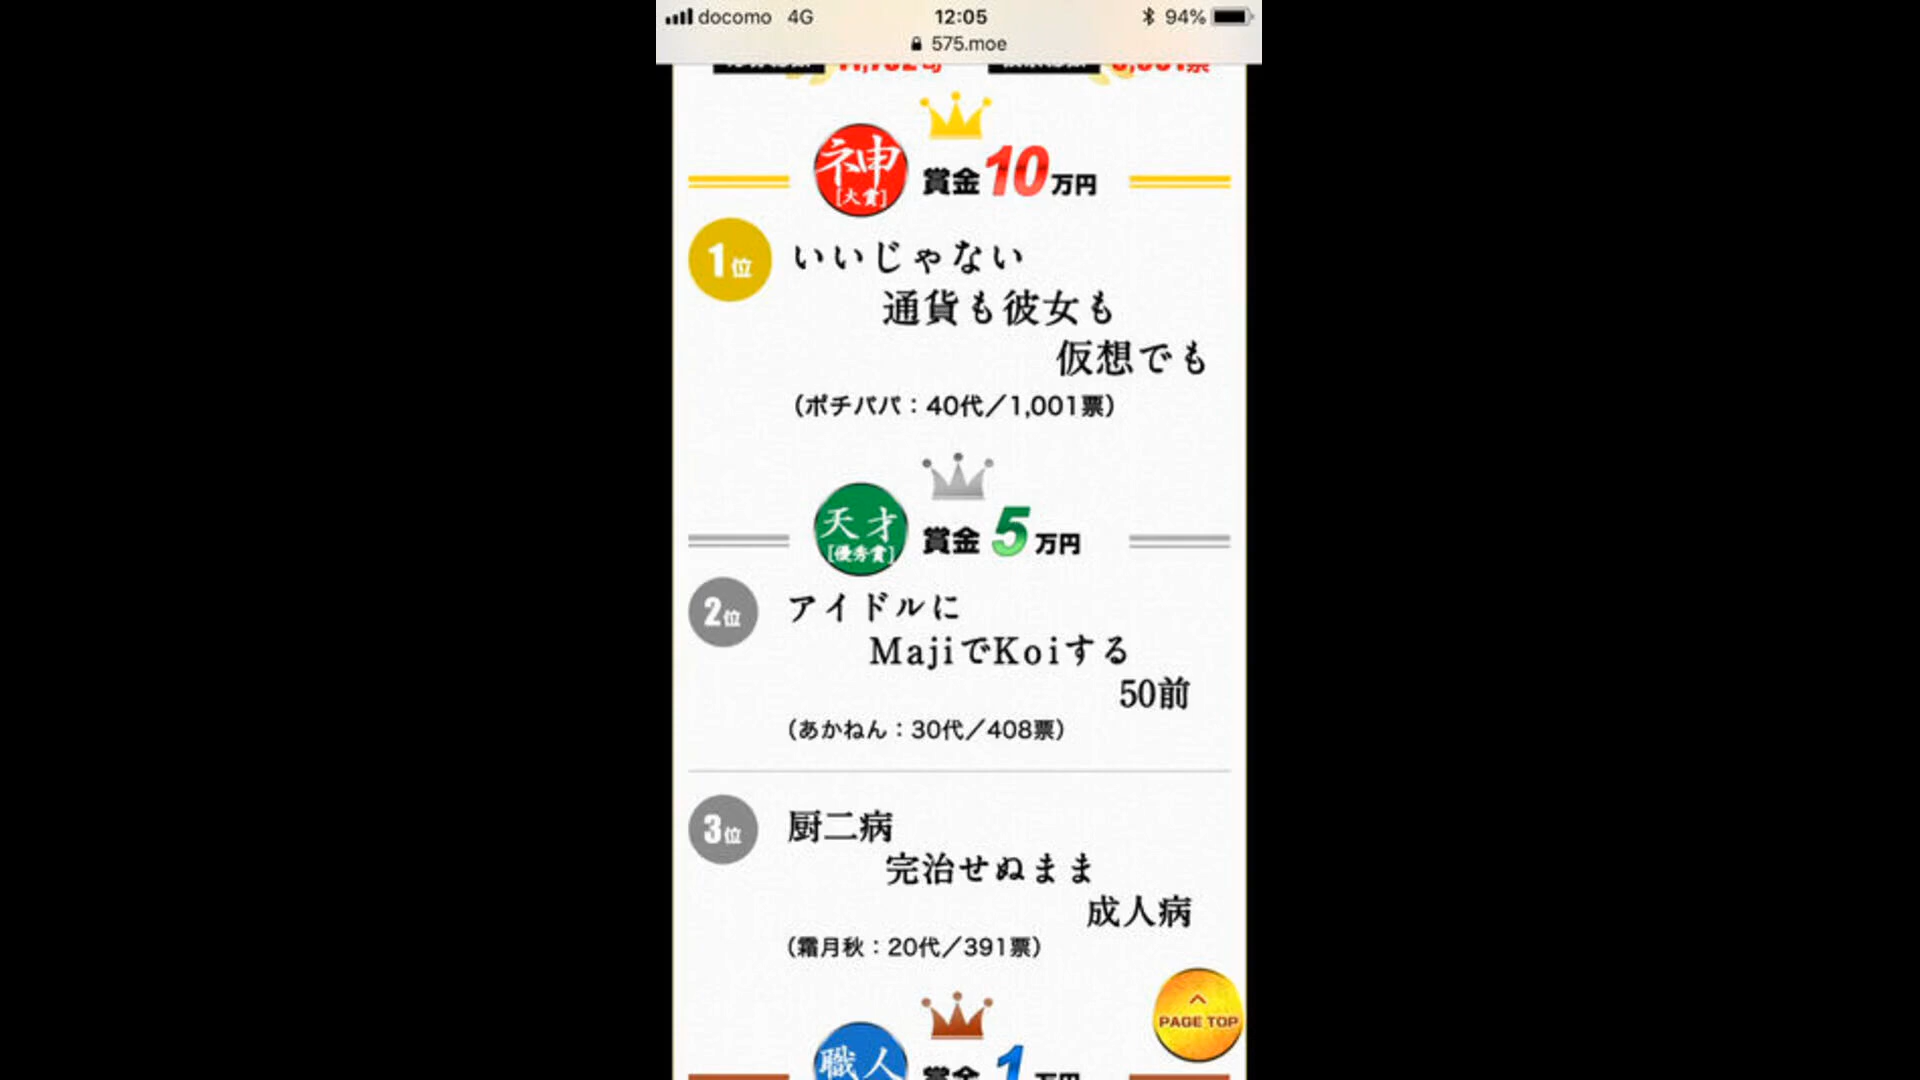 docomo 4G 12:05 94%
575.moe
神
[大賞]
賞金10万円
1位
いいじゃない
通貨も彼女も
仮想でも
(ポチパパ：40代／1,001票)
天才
[優秀賞]
賞金5万円
2位
アイドルに
MajiでKoiする
50前
(あかねん：30代／408票)
3位
厨二病
完治せぬまま
成人病
(霜月秋：20代／391票)
PAGE TOP
職人
賞金1万円